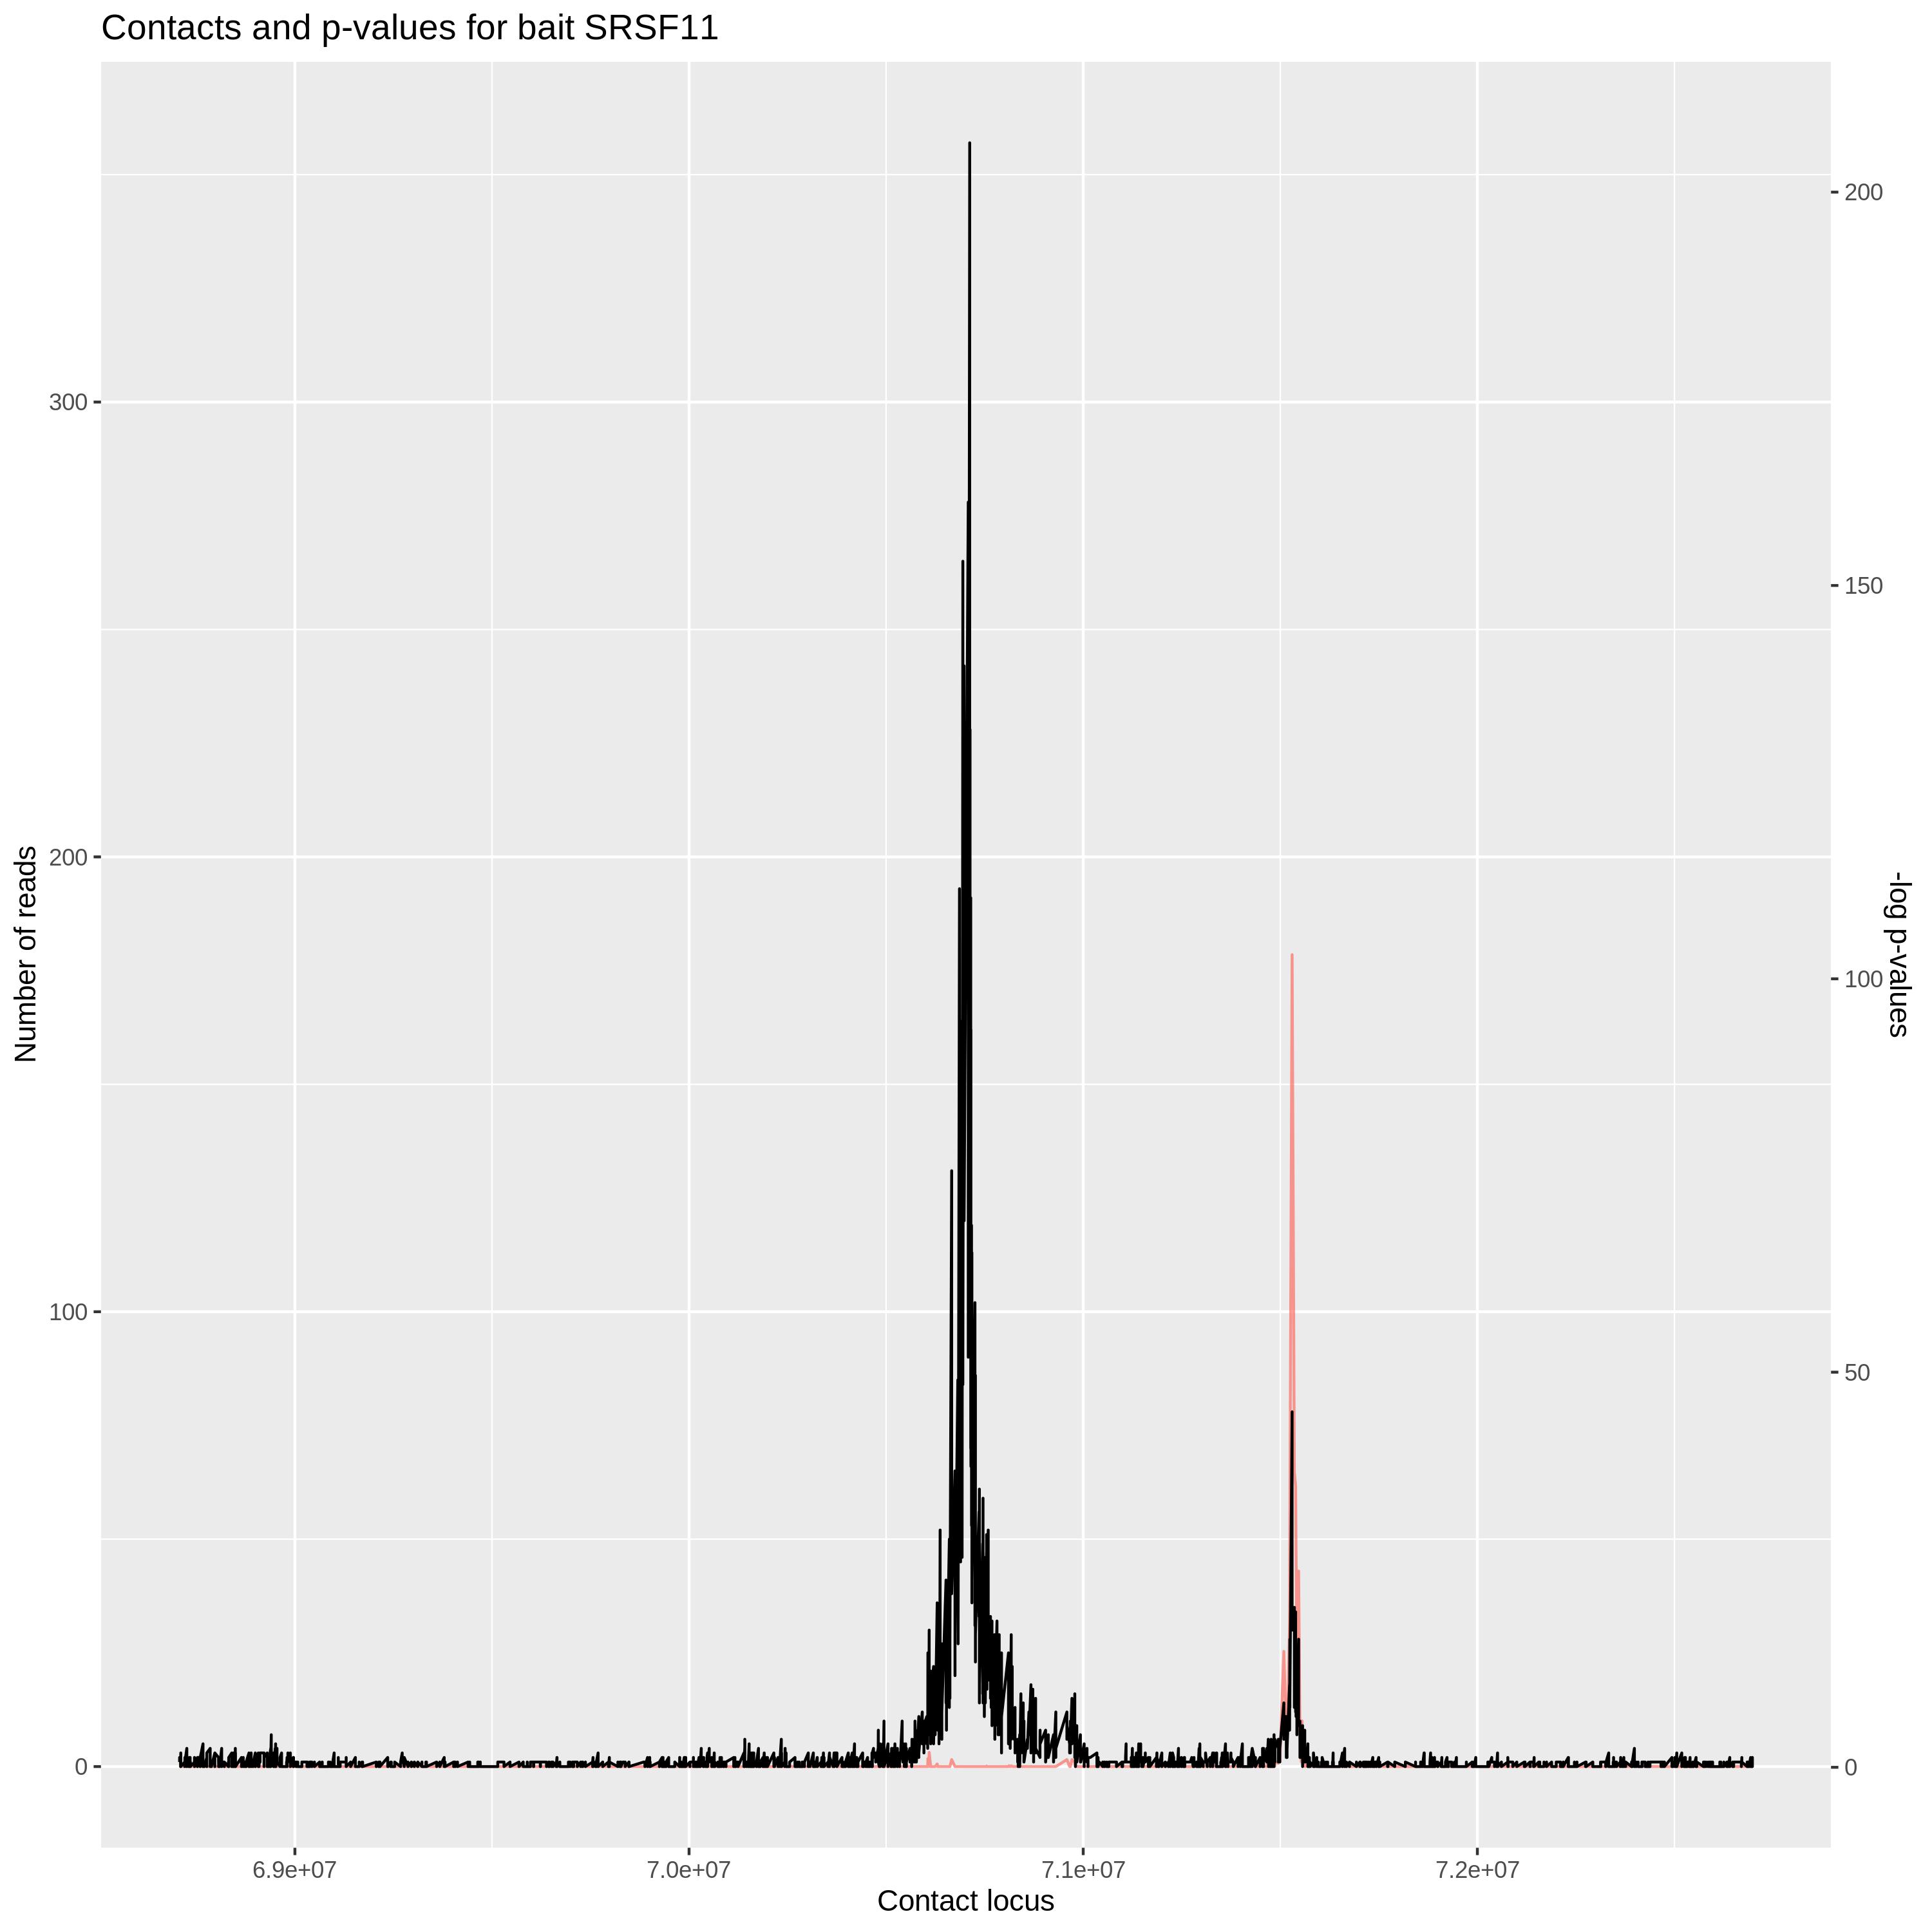 Contacts and p-values for bait SRSF11
300
200
100
0
Number of reads
200
150
100
50
0
-log p-values
6.9e+07
7.0e+07
7.1e+07
7.2e+07
Contact locus